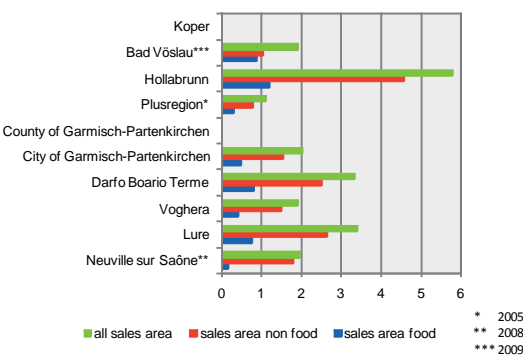 Koper
Bad Vöslau***
Hollabrunn
Plusregion*
County of Garmisch-Partenkirchen
City of Garmisch-Partenkirchen
Darfo Boario Terme
Voghera
Lure
Neuville sur Saône**
0 1 2 3 4 5 6
all sales area sales area non food sales area food
* 2005
** 2008
*** 2009